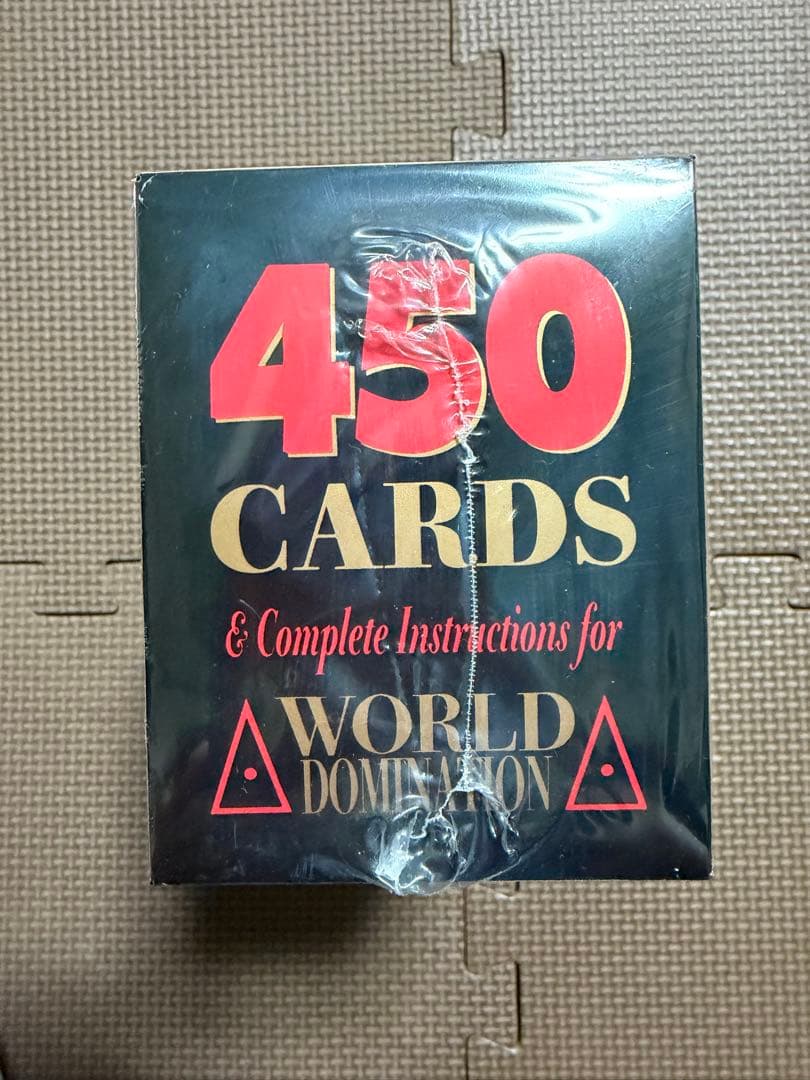 450
CARDS
& Complete Instructions for
WORLD
DOMINATION